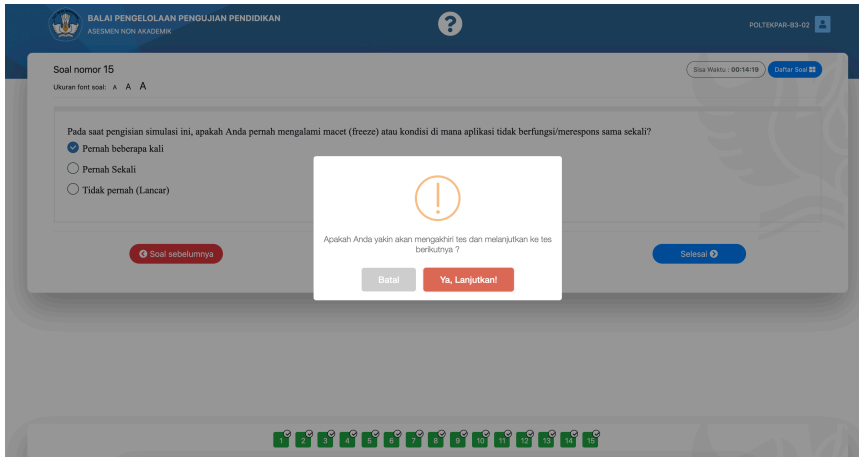 BALAI PENGELOLAAN PENGUJIAN PENDIDIKAN
ASESMEN NON AKADEMIK
?
POLTEKPAR-B3-02
Soal nomor 15
Sisa Waktu : 00:14:19
Daftar Soal
Ukuran font soal: A A A
Pada saat pengisian simulasi ini, apakah Anda pernah mengalami macet (freeze) atau kondisi di mana aplikasi tidak berfungsi/merespons sama sekali?
Pernah beberapa kali
Pernah Sekali
Tidak pernah (Lancar)
Apakah Anda yakin akan mengakhiri tes dan melanjutkan ke tes
berikutnya ?
Batal
Ya, Lanjutkan!
Soal sebelumnya
Selesai
1 2 3 4 5 6 7 8 9 10 11 12 13 14 15